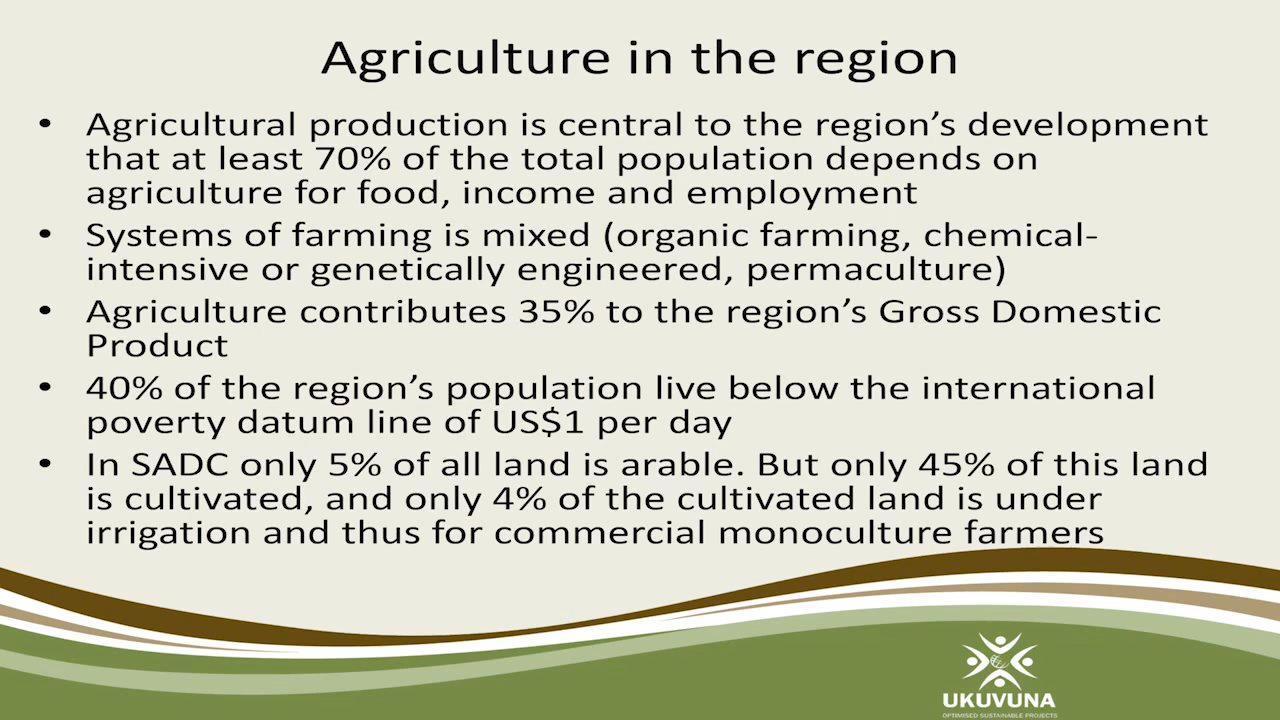 Agriculture in the region
• Agricultural production is central to the region’s development
that at least 70% of the total population depends on
agriculture for food, income and employment
• Systems of farming is mixed (organic farming, chemical-
intensive or genetically engineered, permaculture)
• Agriculture contributes 35% to the region’s Gross Domestic
Product
• 40% of the region’s population live below the international
poverty datum line of US$1 per day
• In SADC only 5% of all land is arable. But only 45% of this land
is cultivated, and only 4% of the cultivated land is under
irrigation and thus for commercial monoculture farmers
UKUVUNA
OPTIMISED SUSTAINABLE PROJECTS